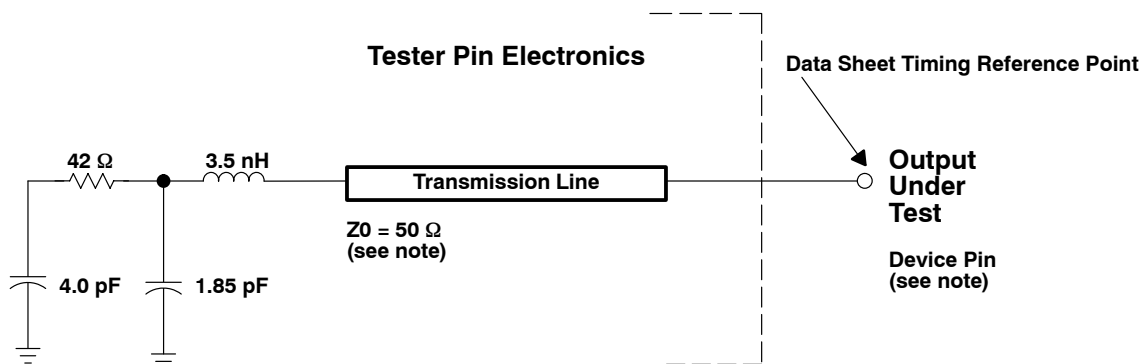 Tester Pin Electronics
Data Sheet Timing Reference Point
42 Ω
3.5 nH
Transmission Line
Output
Under
Test
Z0 = 50 Ω
(see note)
Device Pin
(see note)
4.0 pF
1.85 pF